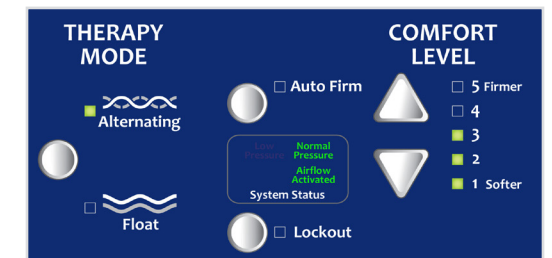 THERAPY
MODE
Alternating
Float
Auto Firm
Low
Pressure
Normal
Pressure
Airflow
Activated
System Status
Lockout
COMFORT
LEVEL
5 Firmer
4
3
2
1 Softer